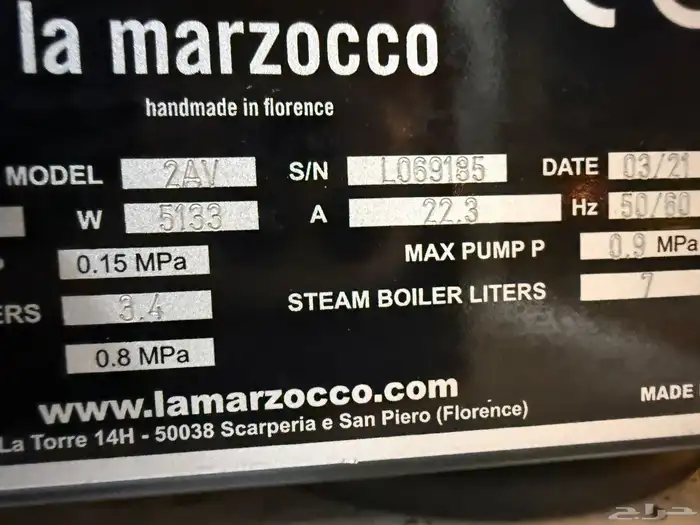 la marzocco
handmade in florence
MODEL 2AV S/N L069185 DATE 03/21
W 5133 A 22.3 Hz 50/60
P 0.15 MPa MAX PUMP P 0.9 MPa
ERS 3.4 STEAM BOILER LITERS 7
0.8 MPa
www.lamarzocco.com
La Torre 14H - 50038 Scarperia e San Piero (Florence) MADE
حراج